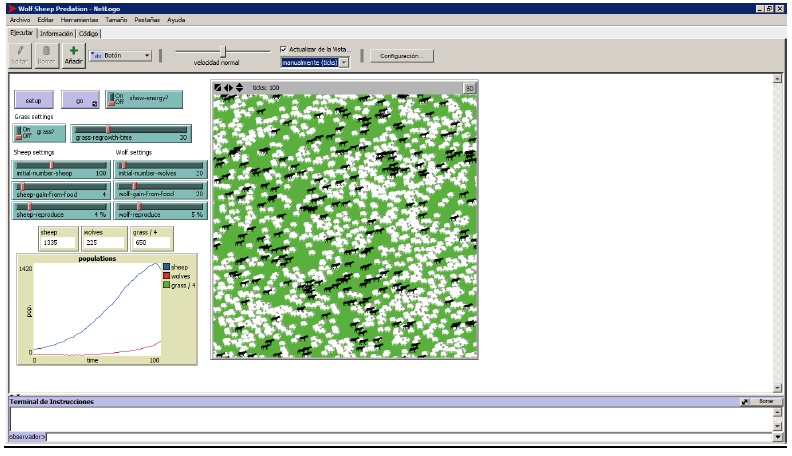 Wolf Sheep Predation - NetLogo
Archivo Editar Herramientas Tamaño Pestañas Ayuda
Ejecutar Información Código
Editar Borrar Añadir abc Botón velocidad normal Actualizar de la Vista... manualmente (ticks) Configuración...
ticks: 100 3D
setup go On Off show-energy?
Grass settings
On Off grass? grass-regrowth-time 30
Sheep settings Wolf settings
initial-number-sheep 100 initial-number-wolves 20
sheep-gain-from-food 4 wolf-gain-from-food 20
sheep-reproduce 4 % wolf-reproduce 5 %
sheep wolves grass / 4
1335 225 650
populations
1420 sheep
wolves
grass / 4
pop.
0
0 time 100
Terminal de Instrucciones Borrar
observador>